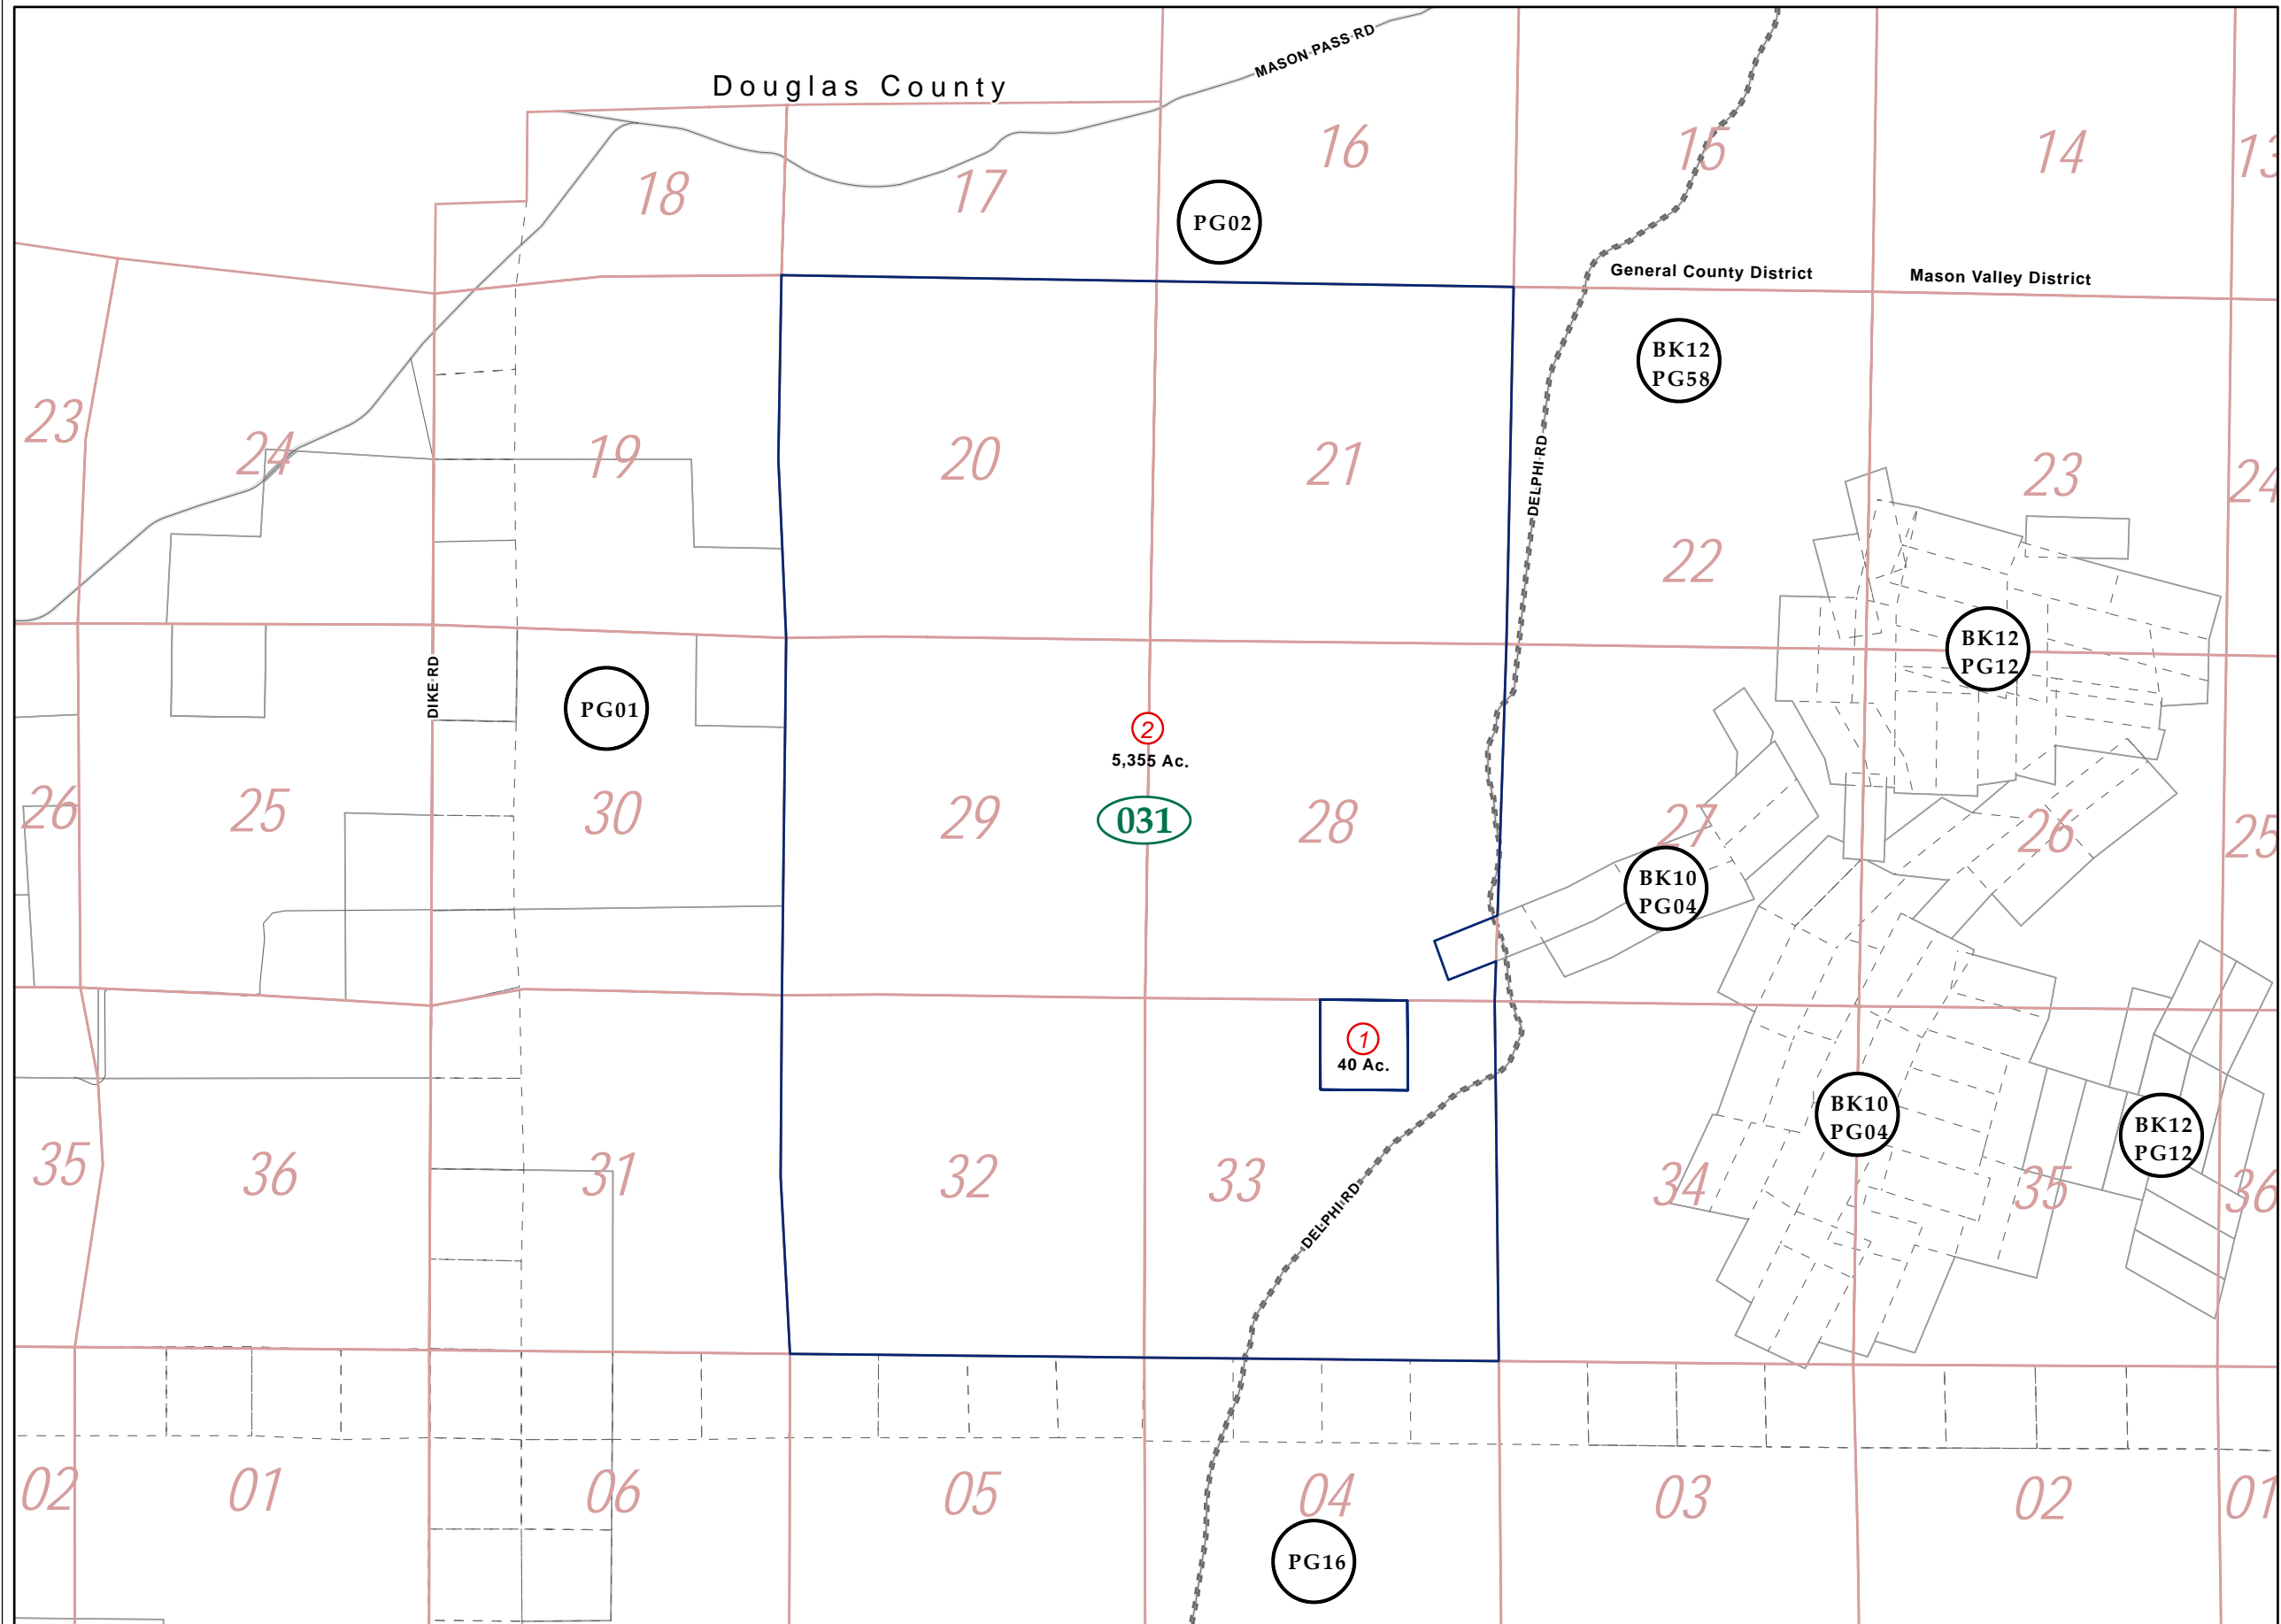 Douglas County
MASON PASS RD
16
15
14
13
18
17
PG02
General County District
Mason Valley District
BK12
PG58
23
24
19
20
21
DELPHI RD
22
23
24
BK12
PG12
DIKE RD
PG01
2
5,355 Ac.
031
26
25
30
29
28
27
26
25
BK10
PG04
1
40 Ac.
BK10
PG04
BK12
PG12
35
36
31
32
33
DELPHI RD
34
35
36
02
01
06
05
04
03
02
01
PG16